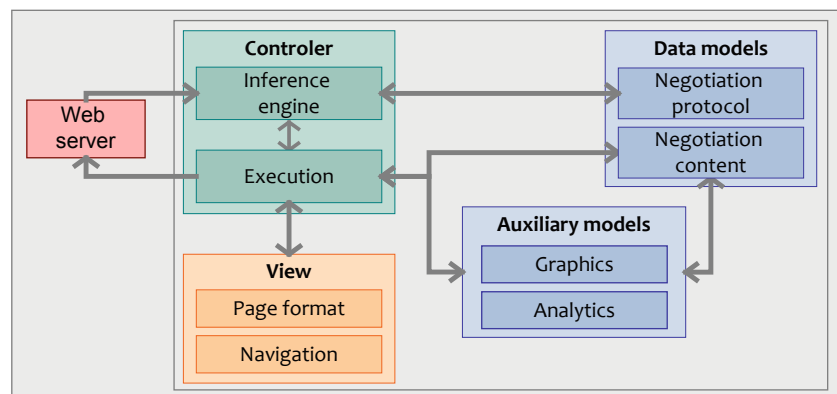 Controler
Inference
engine
Execution
Web
server
View
Page format
Navigation
Data models
Negotiation
protocol
Negotiation
content
Auxiliary models
Graphics
Analytics